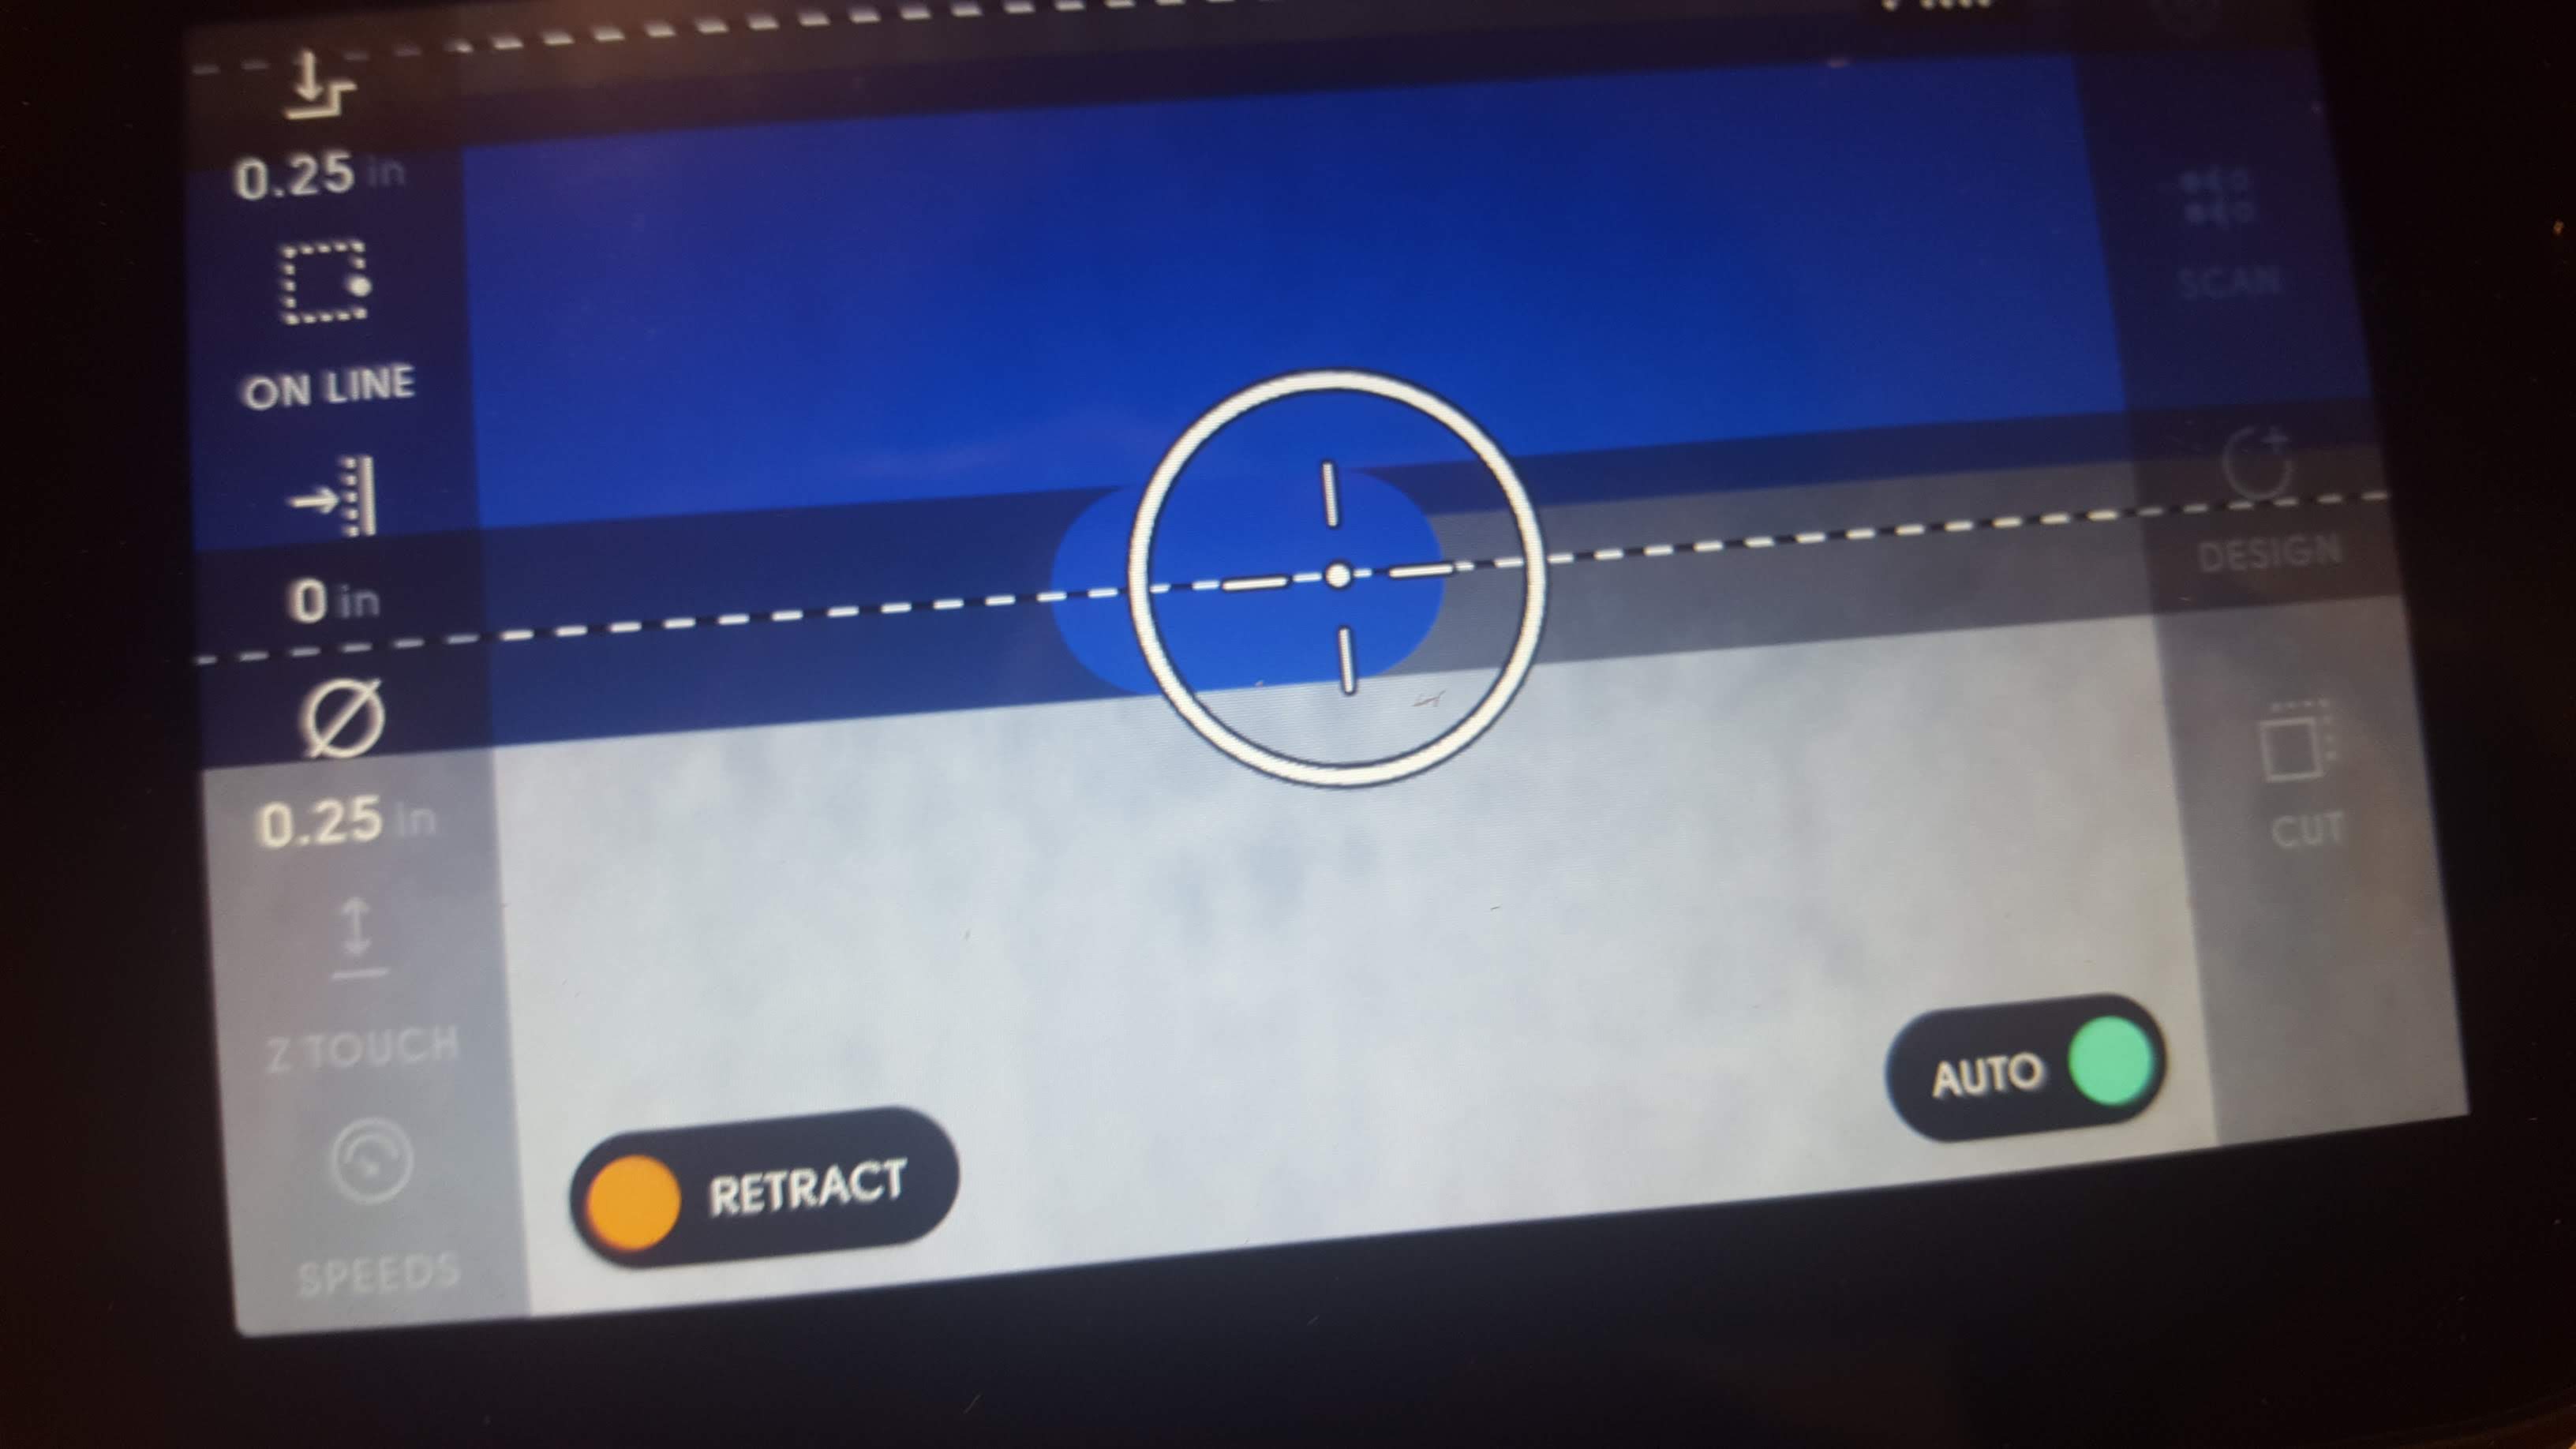 0.25 in
ON LINE
0 in
0.25 in
Z TOUCH
SPEEDS
SCAN
DESIGN
CUT
RETRACT
AUTO